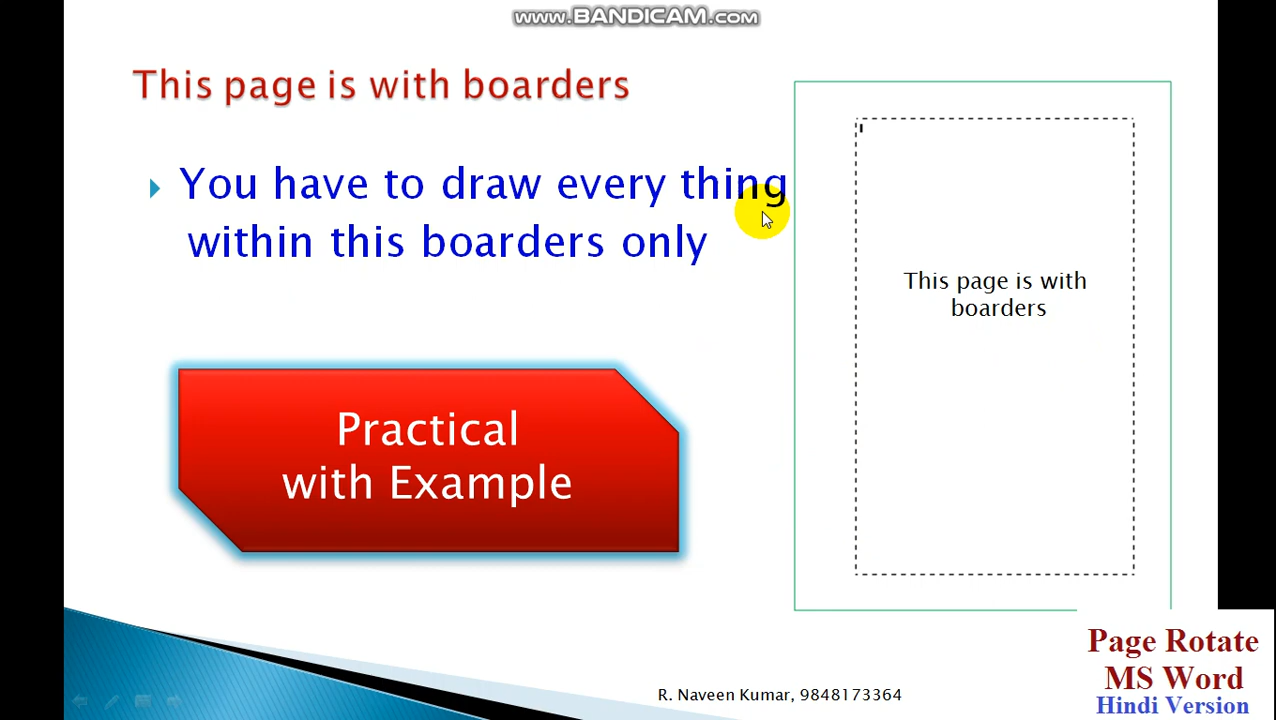 www.BANDICAM.com
This page is with boarders
You have to draw every thing
within this boarders only
This page is with
boarders
Practical
with Example
Page Rotate
MS Word
Hindi Version
R. Naveen Kumar, 9848173364